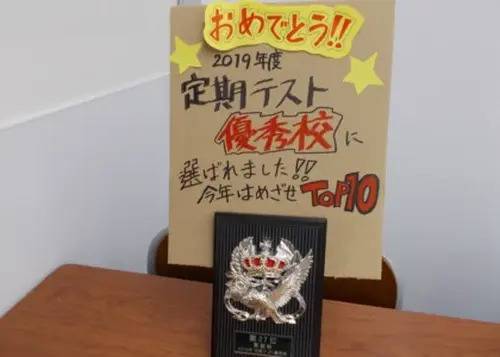 おめでとう!!
2019年度
定期テスト
優秀校に
選ばれました!!
今年はめざせ TOP10